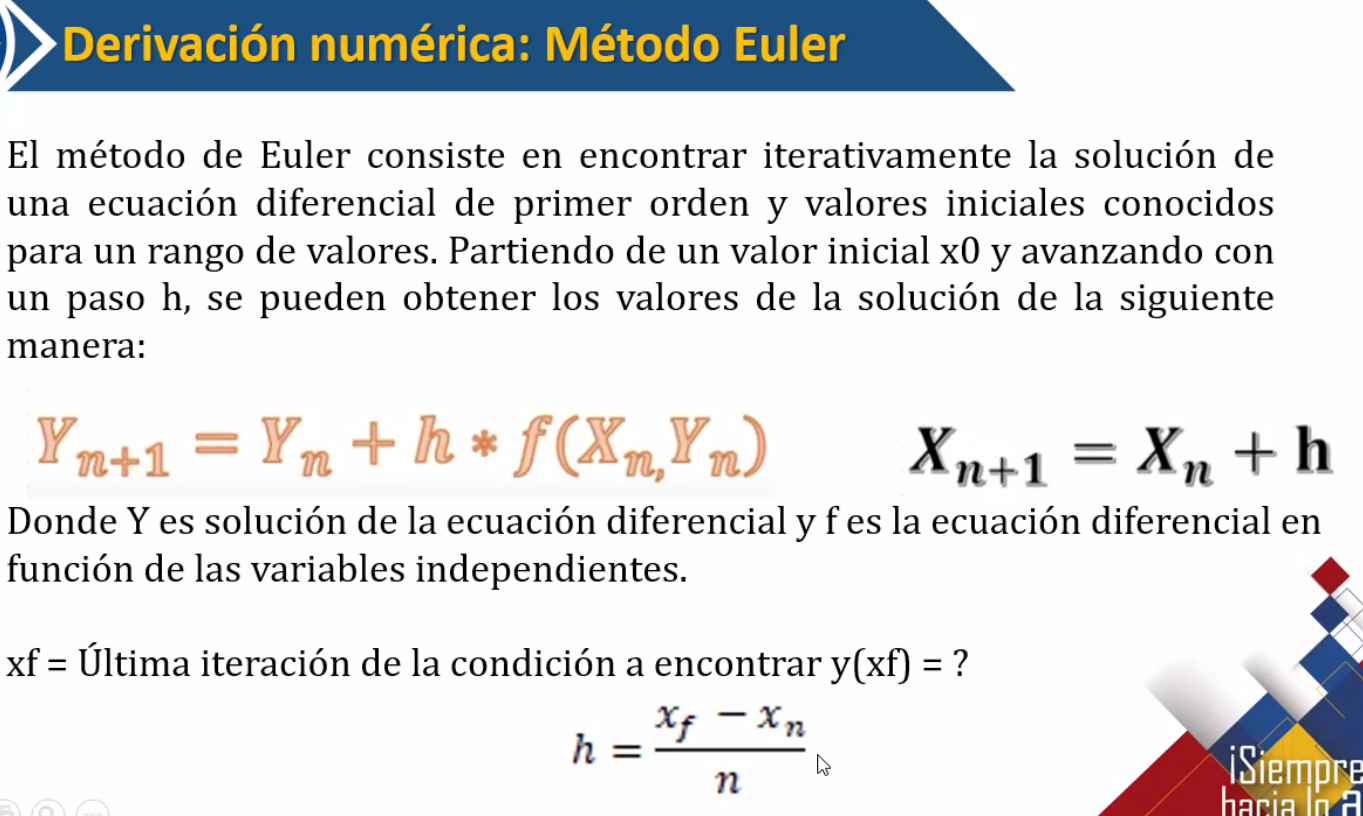 Derivación numérica: Método Euler
El método de Euler consiste en encontrar iterativamente la solución de
una ecuación diferencial de primer orden y valores iniciales conocidos
para un rango de valores. Partiendo de un valor inicial x0 y avanzando con
un paso h, se pueden obtener los valores de la solución de la siguiente
manera:
Yₙ₊₁ = Yₙ + h * f(Xₙ,Yₙ)
Xₙ₊₁ = Xₙ + h
Donde Y es solución de la ecuación diferencial y f es la ecuación diferencial en
función de las variables independientes.
xf = Última iteración de la condición a encontrar y(xf) = ?
h = (x_f − xₙ) / n
¡Siempre
hacia lo a